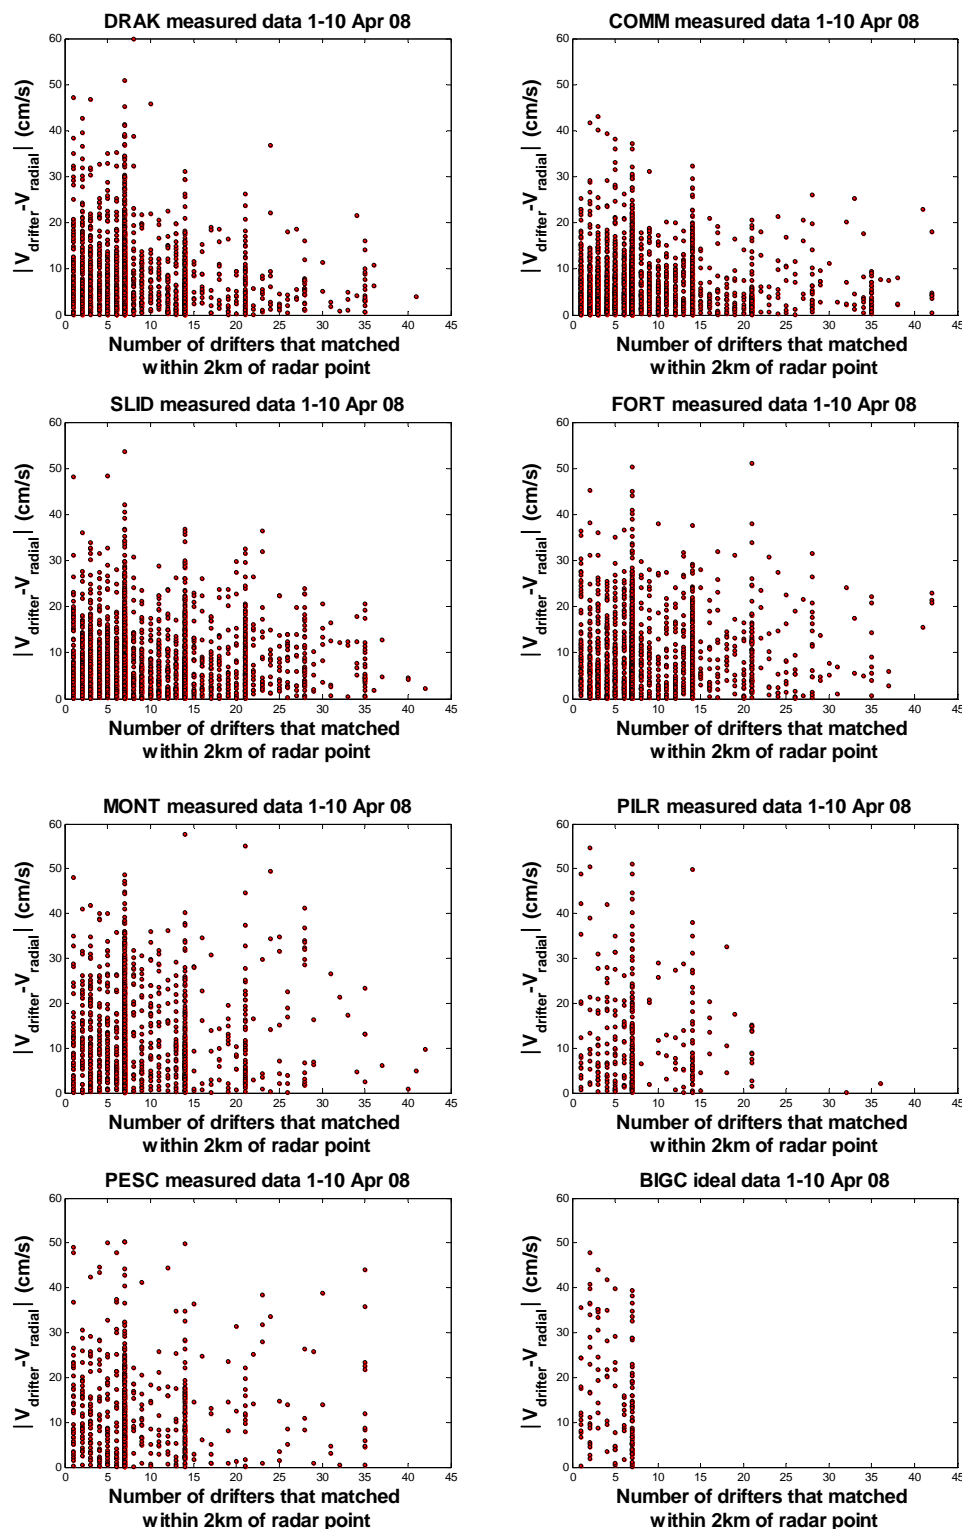 DRAK measured data 1-10 Apr 08
60
50
40
30
20
10
0
|V_drifter-V_radial| (cm/s)
0 5 10 15 20 25 30 35 40 45
Number of drifters that matched
within 2km of radar point
COMM measured data 1-10 Apr 08
60
50
40
30
20
10
0
|V_drifter-V_radial| (cm/s)
0 5 10 15 20 25 30 35 40 45
Number of drifters that matched
within 2km of radar point
SLID measured data 1-10 Apr 08
60
50
40
30
20
10
0
|V_drifter-V_radial| (cm/s)
0 5 10 15 20 25 30 35 40 45
Number of drifters that matched
within 2km of radar point
FORT measured data 1-10 Apr 08
60
50
40
30
20
10
0
|V_drifter-V_radial| (cm/s)
0 5 10 15 20 25 30 35 40 45
Number of drifters that matched
within 2km of radar point
MONT measured data 1-10 Apr 08
60
50
40
30
20
10
0
|V_drifter-V_radial| (cm/s)
0 5 10 15 20 25 30 35 40 45
Number of drifters that matched
within 2km of radar point
PILR measured data 1-10 Apr 08
60
50
40
30
20
10
0
|V_drifter-V_radial| (cm/s)
0 5 10 15 20 25 30 35 40 45
Number of drifters that matched
within 2km of radar point
PESC measured data 1-10 Apr 08
60
50
40
30
20
10
0
|V_drifter-V_radial| (cm/s)
0 5 10 15 20 25 30 35 40 45
Number of drifters that matched
within 2km of radar point
BIGC ideal data 1-10 Apr 08
60
50
40
30
20
10
0
|V_drifter-V_radial| (cm/s)
0 5 10 15 20 25 30 35 40 45
Number of drifters that matched
within 2km of radar point